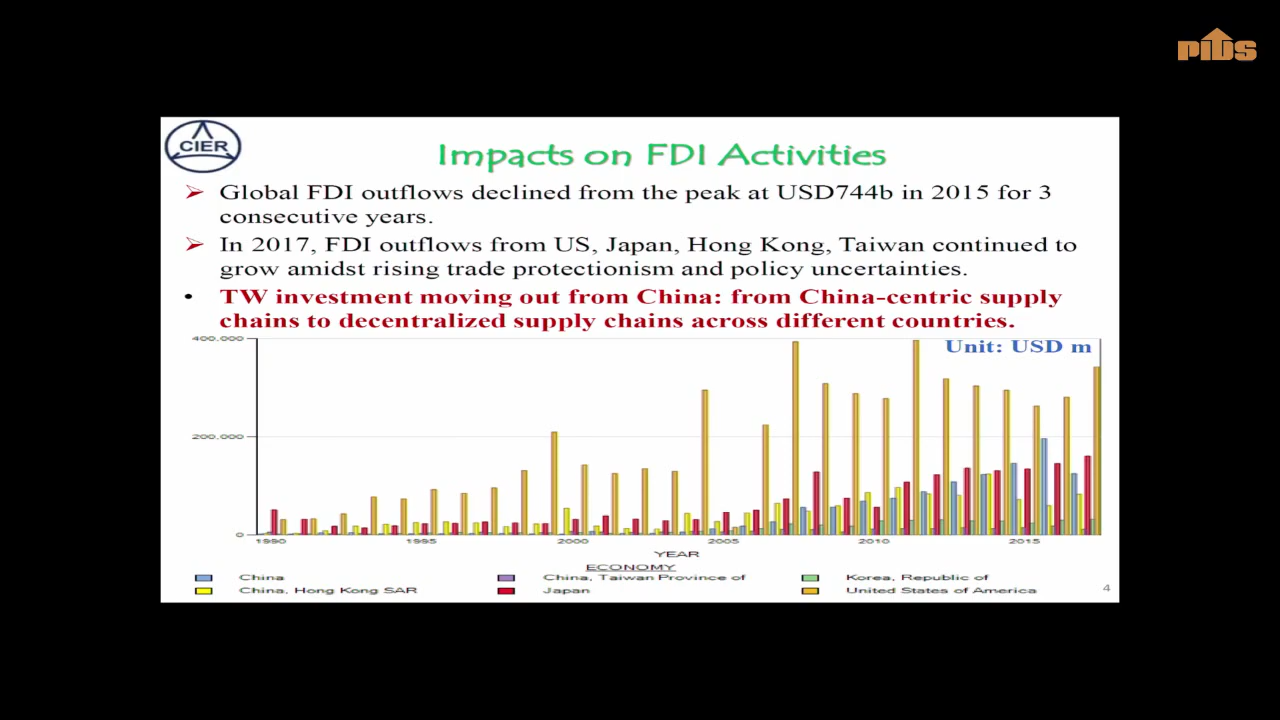 PIDS
CIER
Impacts on FDI Activities
➢ Global FDI outflows declined from the peak at USD744b in 2015 for 3
consecutive years.
➢ In 2017, FDI outflows from US, Japan, Hong Kong, Taiwan continued to
grow amidst rising trade protectionism and policy uncertainties.
• TW investment moving out from China: from China-centric supply
chains to decentralized supply chains across different countries.
400.000
Unit: USD m
200.000
0
1990 1995 2000 2005 2010 2015
YEAR
ECONOMY
China China, Taiwan Province of Korea, Republic of
China, Hong Kong SAR Japan United States of America
4